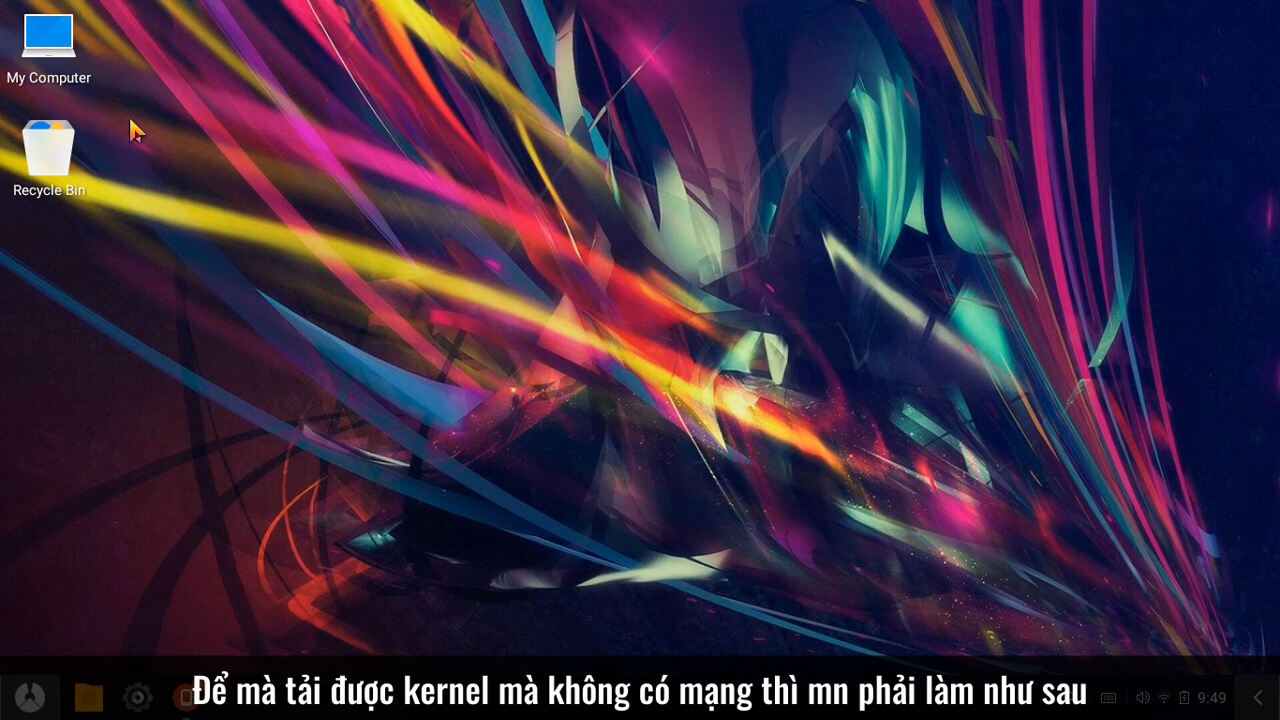 My Computer
Recycle Bin
Để mà tải được kernel mà không có mạng thì mn phải làm như sau
9:49